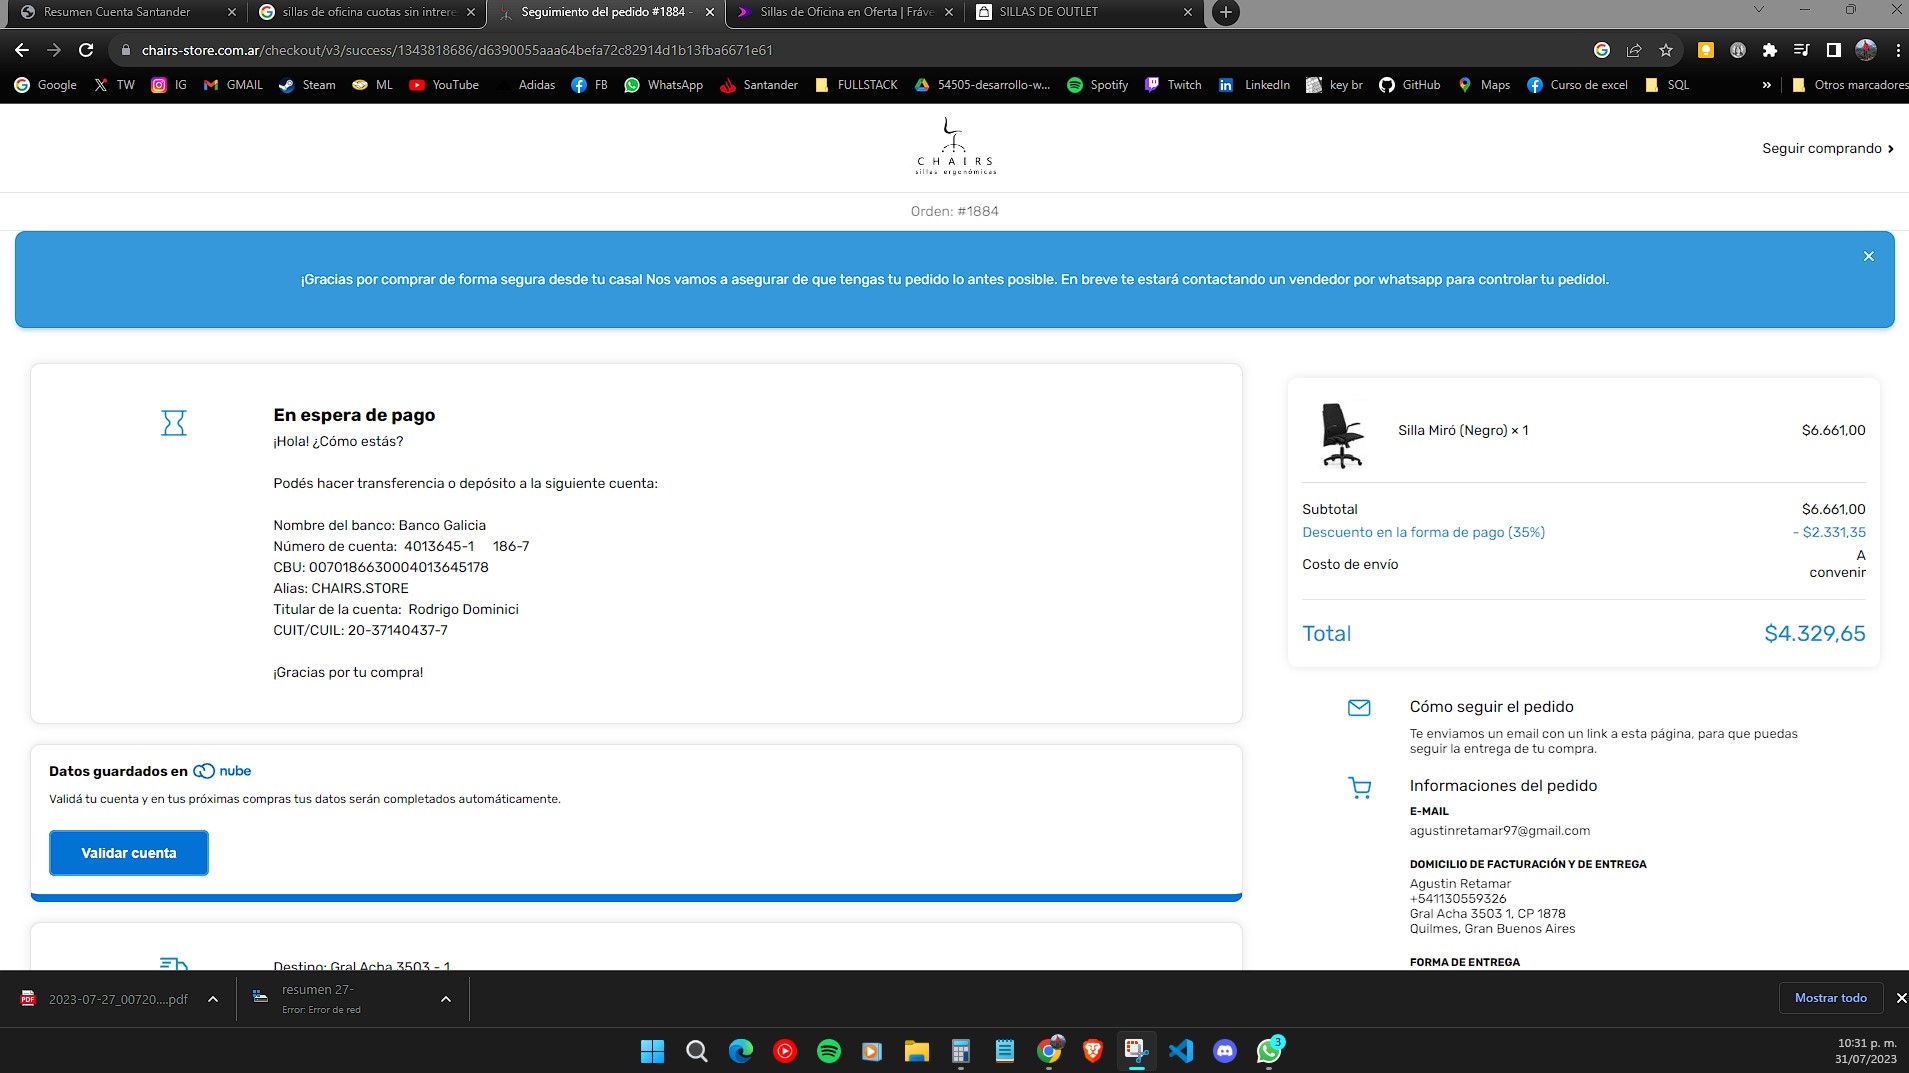 Resumen Cuenta Santander
sillas de oficina cuotas sin intrere
Seguimiento del pedido #1884 -
Sillas de Oficina en Oferta | Fráve
SILLAS DE OUTLET
chairs-store.com.ar/checkout/v3/success/1343818686/d6390055aaa64befa72c82914d1b13fba6671e61
Google
TW
IG
GMAIL
Steam
ML
YouTube
Adidas
FB
WhatsApp
Santander
FULLSTACK
54505-desarrollo-w...
Spotify
Twitch
LinkedIn
key br
GitHub
Maps
Curso de excel
SQL
»
Otros marcadores
CHAIRS
sillas ergonómicas
Seguir comprando
Orden: #1884
¡Gracias por comprar de forma segura desde tu casa! Nos vamos a asegurar de que tengas tu pedido lo antes posible. En breve te estará contactando un vendedor por whatsapp para controlar tu pedido!.
En espera de pago
¡Hola! ¿Cómo estás?
Podés hacer transferencia o depósito a la siguiente cuenta:
Nombre del banco: Banco Galicia
Número de cuenta: 4013645-1 186-7
CBU: 0070186630004013645178
Alias: CHAIRS.STORE
Titular de la cuenta: Rodrigo Dominici
CUIT/CUIL: 20-37140437-7
¡Gracias por tu compra!
Datos guardados en nube
Validá tu cuenta y en tus próximas compras tus datos serán completados automáticamente.
Validar cuenta
Destino: Gral Acha 3503 - 1
Silla Miró (Negro) × 1 $6.661,00
Subtotal $6.661,00
Descuento en la forma de pago (35%) - $2.331,35
Costo de envío A convenir
Total $4.329,65
Cómo seguir el pedido
Te enviamos un email con un link a esta página, para que puedas
seguir la entrega de tu compra.
Informaciones del pedido
E-MAIL
agustinretamar97@gmail.com
DOMICILIO DE FACTURACIÓN Y DE ENTREGA
Agustin Retamar
+541130559326
Gral Acha 3503 1, CP 1878
Quilmes, Gran Buenos Aires
FORMA DE ENTREGA
PDF
2023-07-27_00720....pdf
resumen 27-
Error: Error de red
Mostrar todo
3
10:31 p. m.
31/07/2023